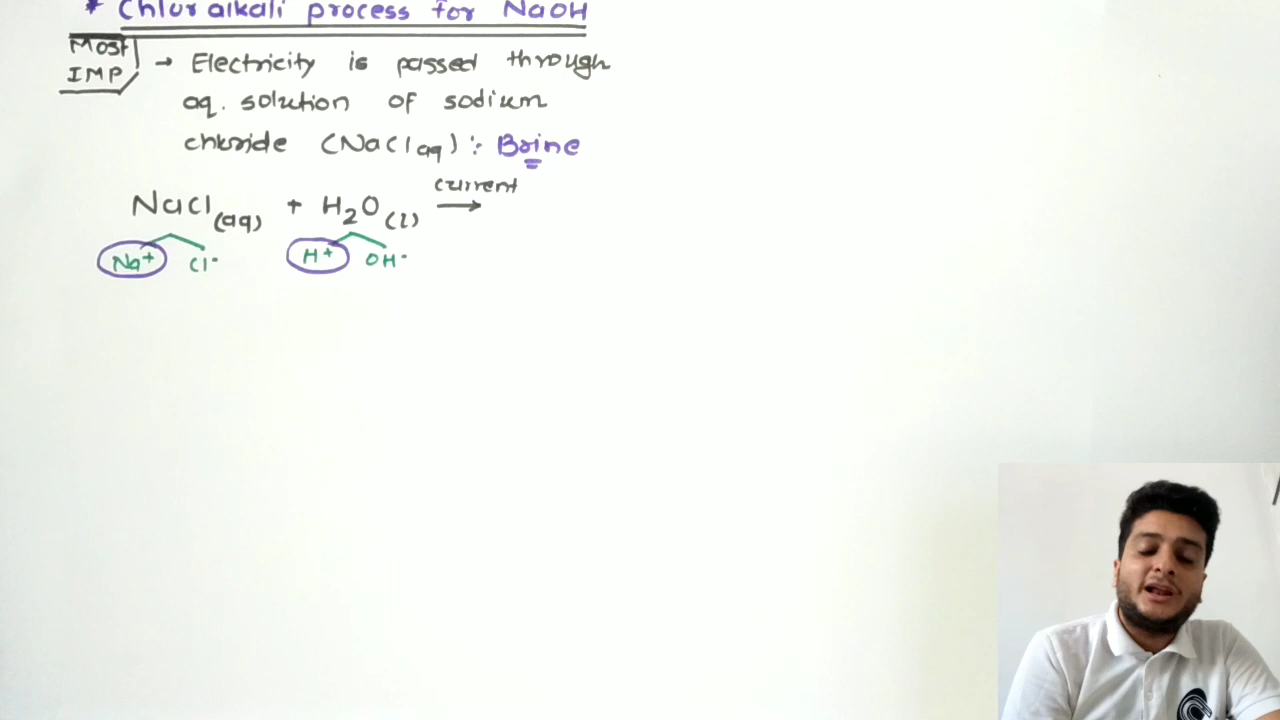 * Chlor alkali process for NaOH
Most IMP
→ Electricity is passed through
aq. solution of sodium
chloride (NaCl aq) : Brine
current
NaCl(aq) + H2O(l) →
Na+ Cl- H+ OH-